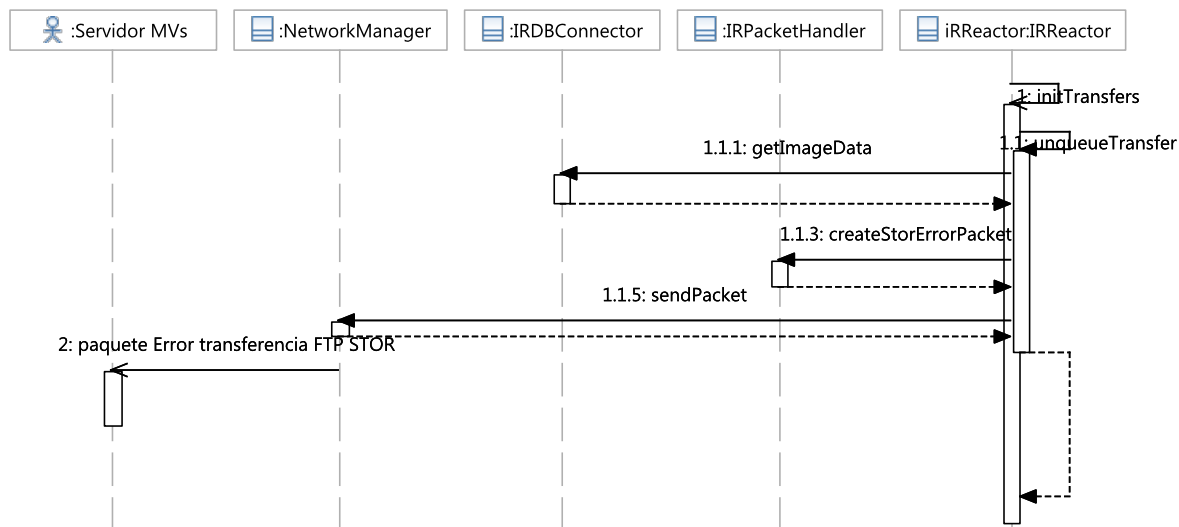 :Servidor MVs
:NetworkManager
:IRDBConnector
:IRPacketHandler
iRReactor:IRReactor
1: initTransfers
1.1: unqueueTransfer
1.1.1: getImageData
1.1.3: createStorErrorPacket
1.1.5: sendPacket
2: paquete Error transferencia FTP STOR